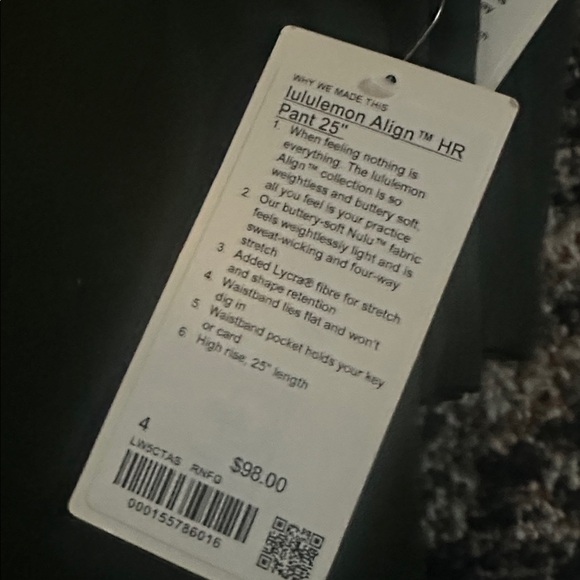 WHY WE MADE THIS
lululemon Align ™ HR
Pant 25"
1. When feeling nothing is
everything. The lululemon
Align™ collection is so
weightless and buttery soft,
all you feel is your practice
2. Our buttery-soft Nulu™ fabric
feels weightlessly light and is
sweat-wicking and four-way
stretch
3. Added Lycra® fibre for stretch
and shape retention
4. Waistband lies flat and won't
dig in
5. Waistband pocket holds your key
or card
6. High rise, 25" length
4
LW5CTAS RNFG
$98.00
000155786016